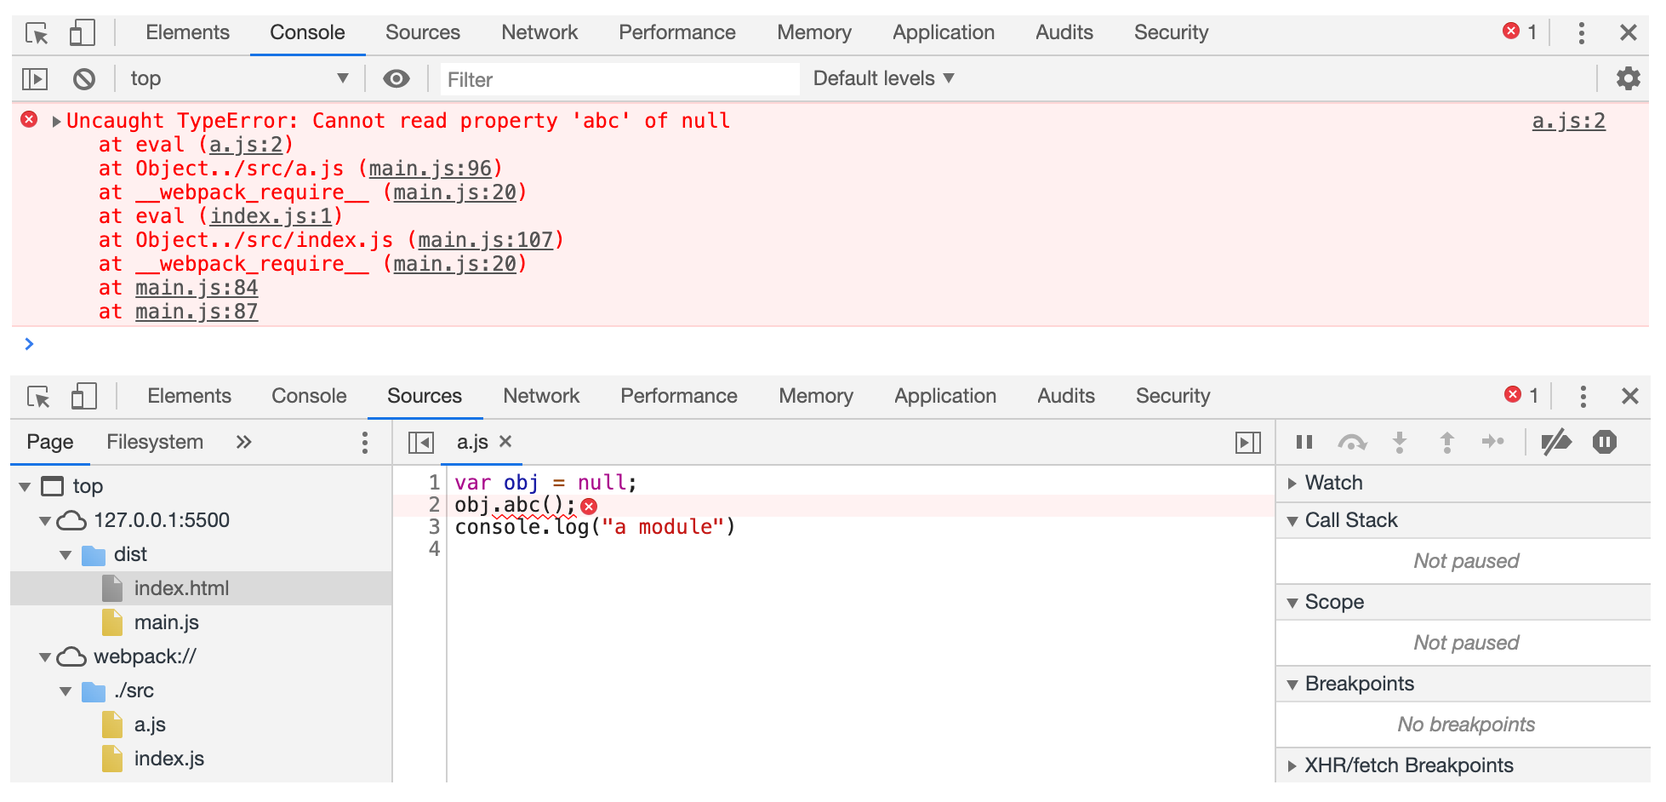 Elements Console Sources Network Performance Memory Application Audits Security 1
top Filter Default levels
Uncaught TypeError: Cannot read property 'abc' of null a.js:2
at eval (a.js:2)
at Object../src/a.js (main.js:96)
at __webpack_require__ (main.js:20)
at eval (index.js:1)
at Object../src/index.js (main.js:107)
at __webpack_require__ (main.js:20)
at main.js:84
at main.js:87
Elements Console Sources Network Performance Memory Application Audits Security 1
Page Filesystem
top
127.0.0.1:5500
dist
index.html
main.js
webpack://
./src
a.js
index.js
a.js
1 var obj = null;
2 obj.abc();
3 console.log("a module")
4
Watch
Call Stack
Not paused
Scope
Not paused
Breakpoints
No breakpoints
XHR/fetch Breakpoints